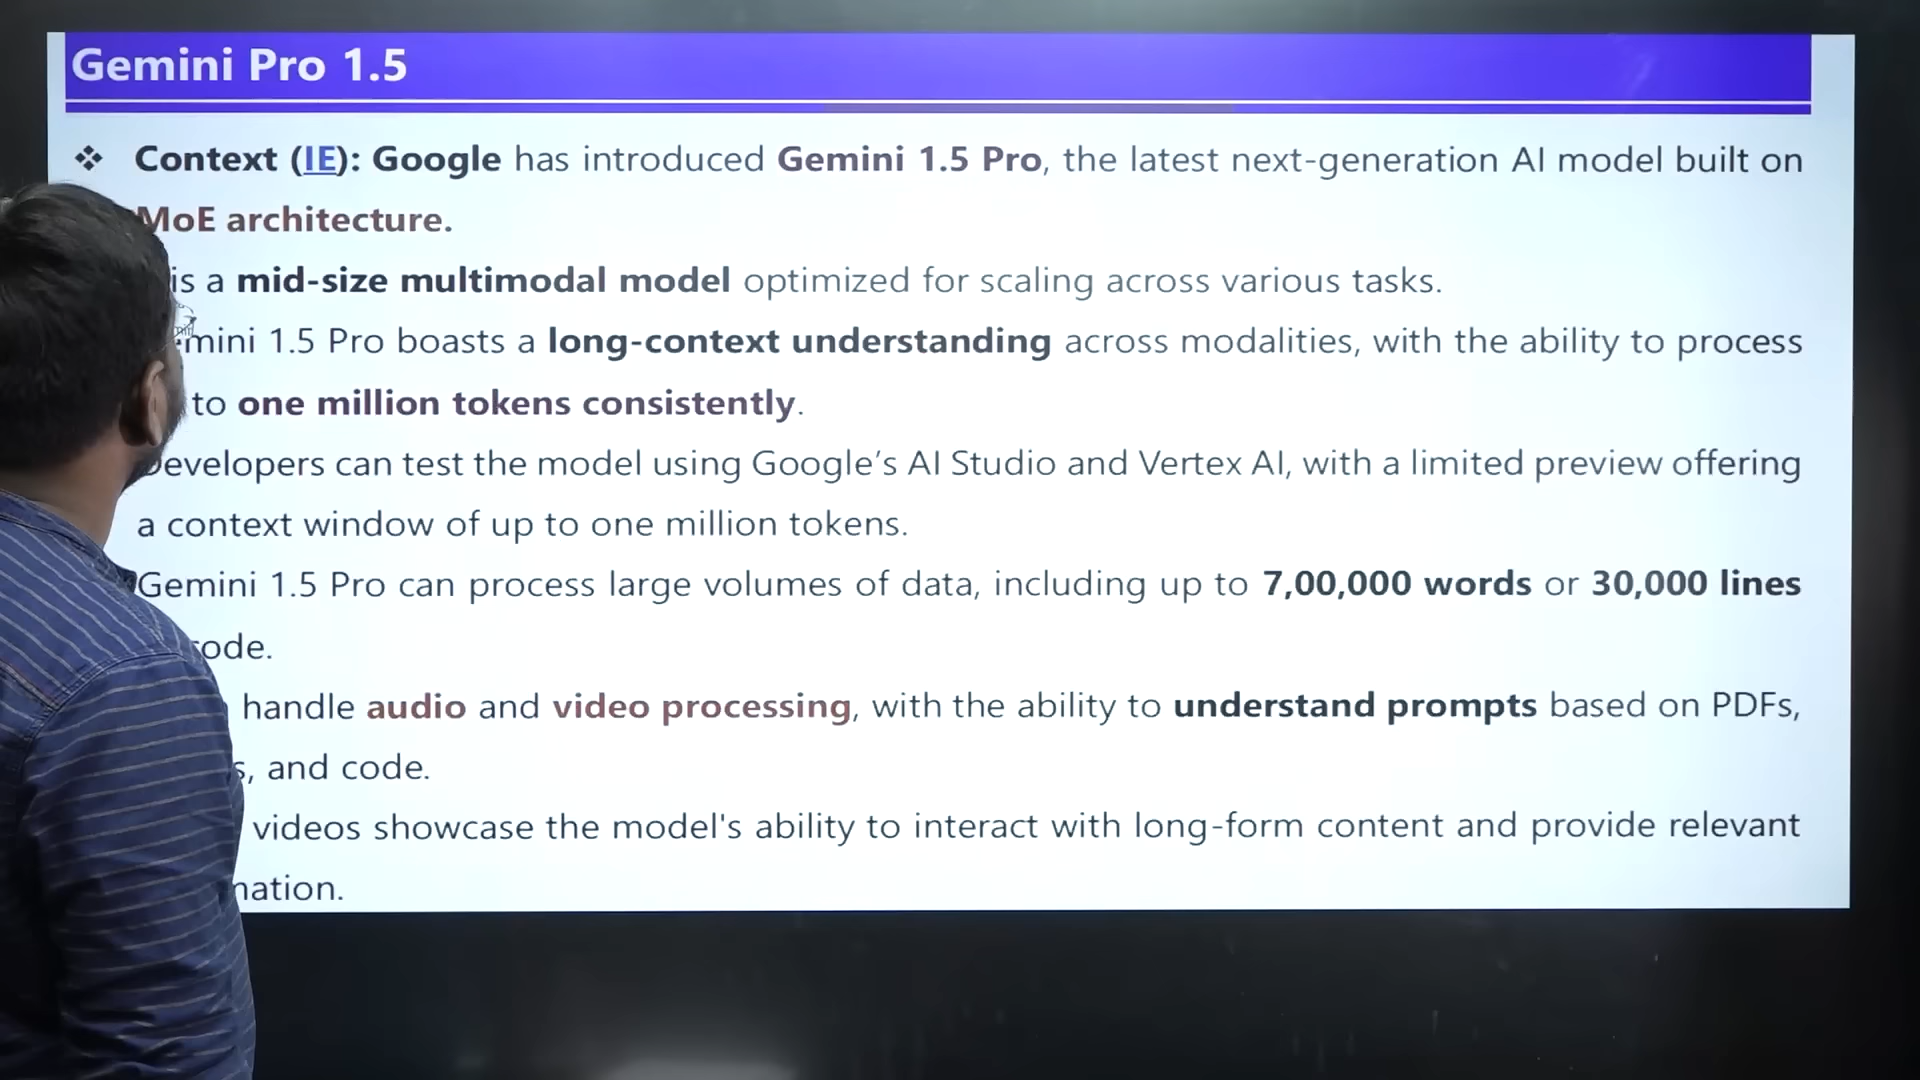 Gemini Pro 1.5
❖ Context (IE): Google has introduced Gemini 1.5 Pro, the latest next-generation AI model built on
MoE architecture.
is a mid-size multimodal model optimized for scaling across various tasks.
mini 1.5 Pro boasts a long-context understanding across modalities, with the ability to process
to one million tokens consistently.
Developers can test the model using Google's AI Studio and Vertex AI, with a limited preview offering
a context window of up to one million tokens.
Gemini 1.5 Pro can process large volumes of data, including up to 7,00,000 words or 30,000 lines
code.
handle audio and video processing, with the ability to understand prompts based on PDFs,
s, and code.
videos showcase the model's ability to interact with long-form content and provide relevant
mation.